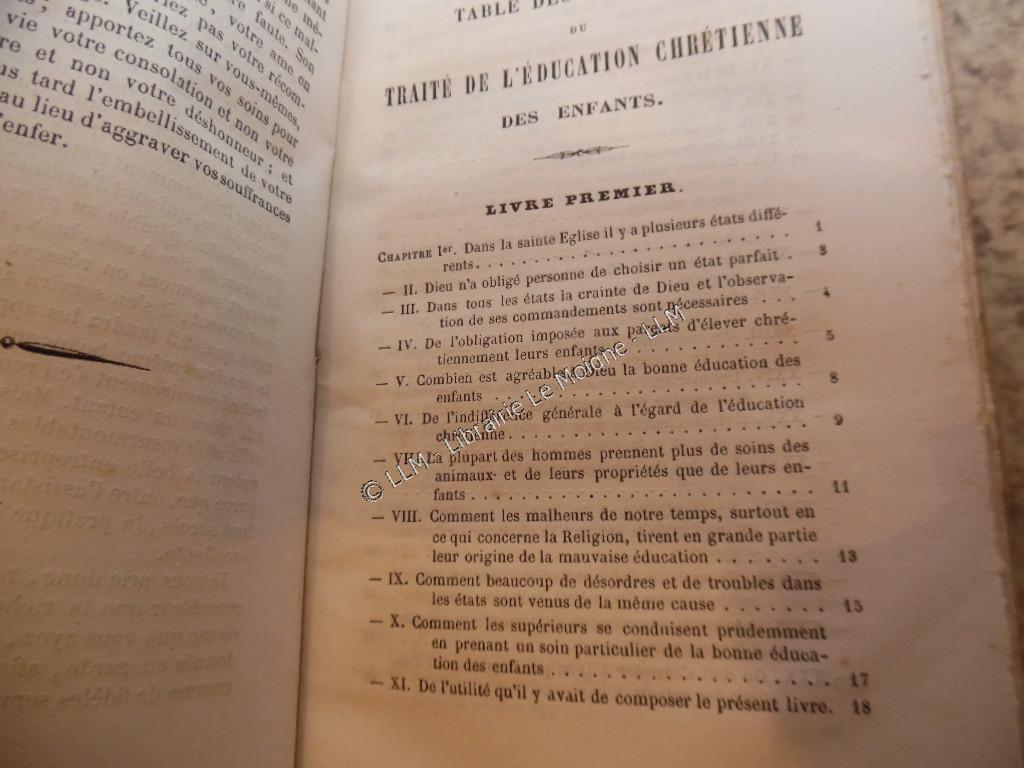 si ce mal-
faute. Son
pas votre ame en
Veillez sur vous-mêmes,
apportez tous vos soins pour
vie votre consolation et non votre
et non votre déshonneur ; et
tard l'embellissement de votre
au lieu d'aggraver vos souffrances
l'enfer.
TABLE DES
DU
TRAITÉ DE L'ÉDUCATION CHRÉTIENNE
DES ENFANTS.
LIVRE PREMIER.
CHAPITRE Ier. Dans la sainte Eglise il y a plusieurs états diffé-
rents. . . . . . . . . . . . . . . . . . 1
— II. Dieu n'a obligé personne de choisir un état parfait . 3
— III. Dans tous les états la crainte de Dieu et l'observa-
tion de ses commandements sont nécessaires . . . 4
— IV. De l'obligation imposée aux parents d'élever chré-
tiennement leurs enfants . . . . . . . . . . 5
— V. Combien est agréable à Dieu la bonne éducation des
enfants . . . . . . . . . . . . . . . . . 8
— VI. De l'indifférence générale à l'égard de l'éducation
chrétienne. . . . . . . . . . . . . . . . . 9
— VII. La plupart des hommes prennent plus de soins des
animaux et de leurs propriétés que de leurs en-
fants . . . . . . . . . . . . . . . . . . 11
— VIII. Comment les malheurs de notre temps, surtout en
ce qui concerne la Religion, tirent en grande partie
leur origine de la mauvaise éducation . . . . . . 13
— IX. Comment beaucoup de désordres et de troubles dans
les états sont venus de la même cause . . . . . . 15
— X. Comment les supérieurs se conduisent prudemment
en prenant un soin particulier de la bonne éduca-
tion des enfants . . . . . . . . . . . . . . 17
— XI. De l'utilité qu'il y avait de composer le présent livre. 18
© LLM - Librairie Le Moigne - LLM